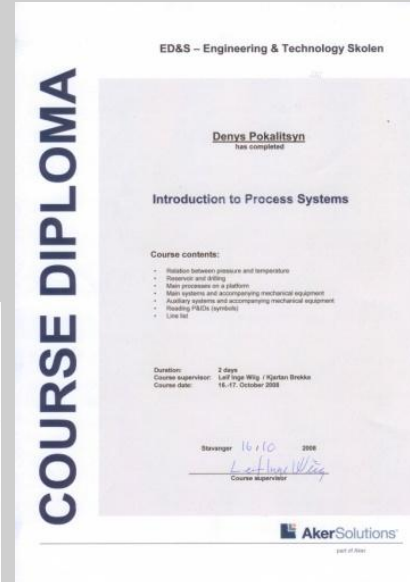 ED&S – Engineering & Technology Skolen
COURSE DIPLOMA
Denys Pokalitsyn
has completed
Introduction to Process Systems
Course contents:
- Relation between pressure and temperature
- Reservoir and drilling
- Main processes on a platform
- Main systems and accompanying mechanical equipment
- Auxiliary systems and accompanying mechanical equipment
- Reading P&IDs (symbols)
- Line list
Duration: 2 days
Course supervisor: Leif Inge Wiig / Kjartan Brekke
Course date: 16.-17. October 2008
Stavanger 16/10 2008
Leif Inge Wiig
Course supervisor
AkerSolutions
part of Aker